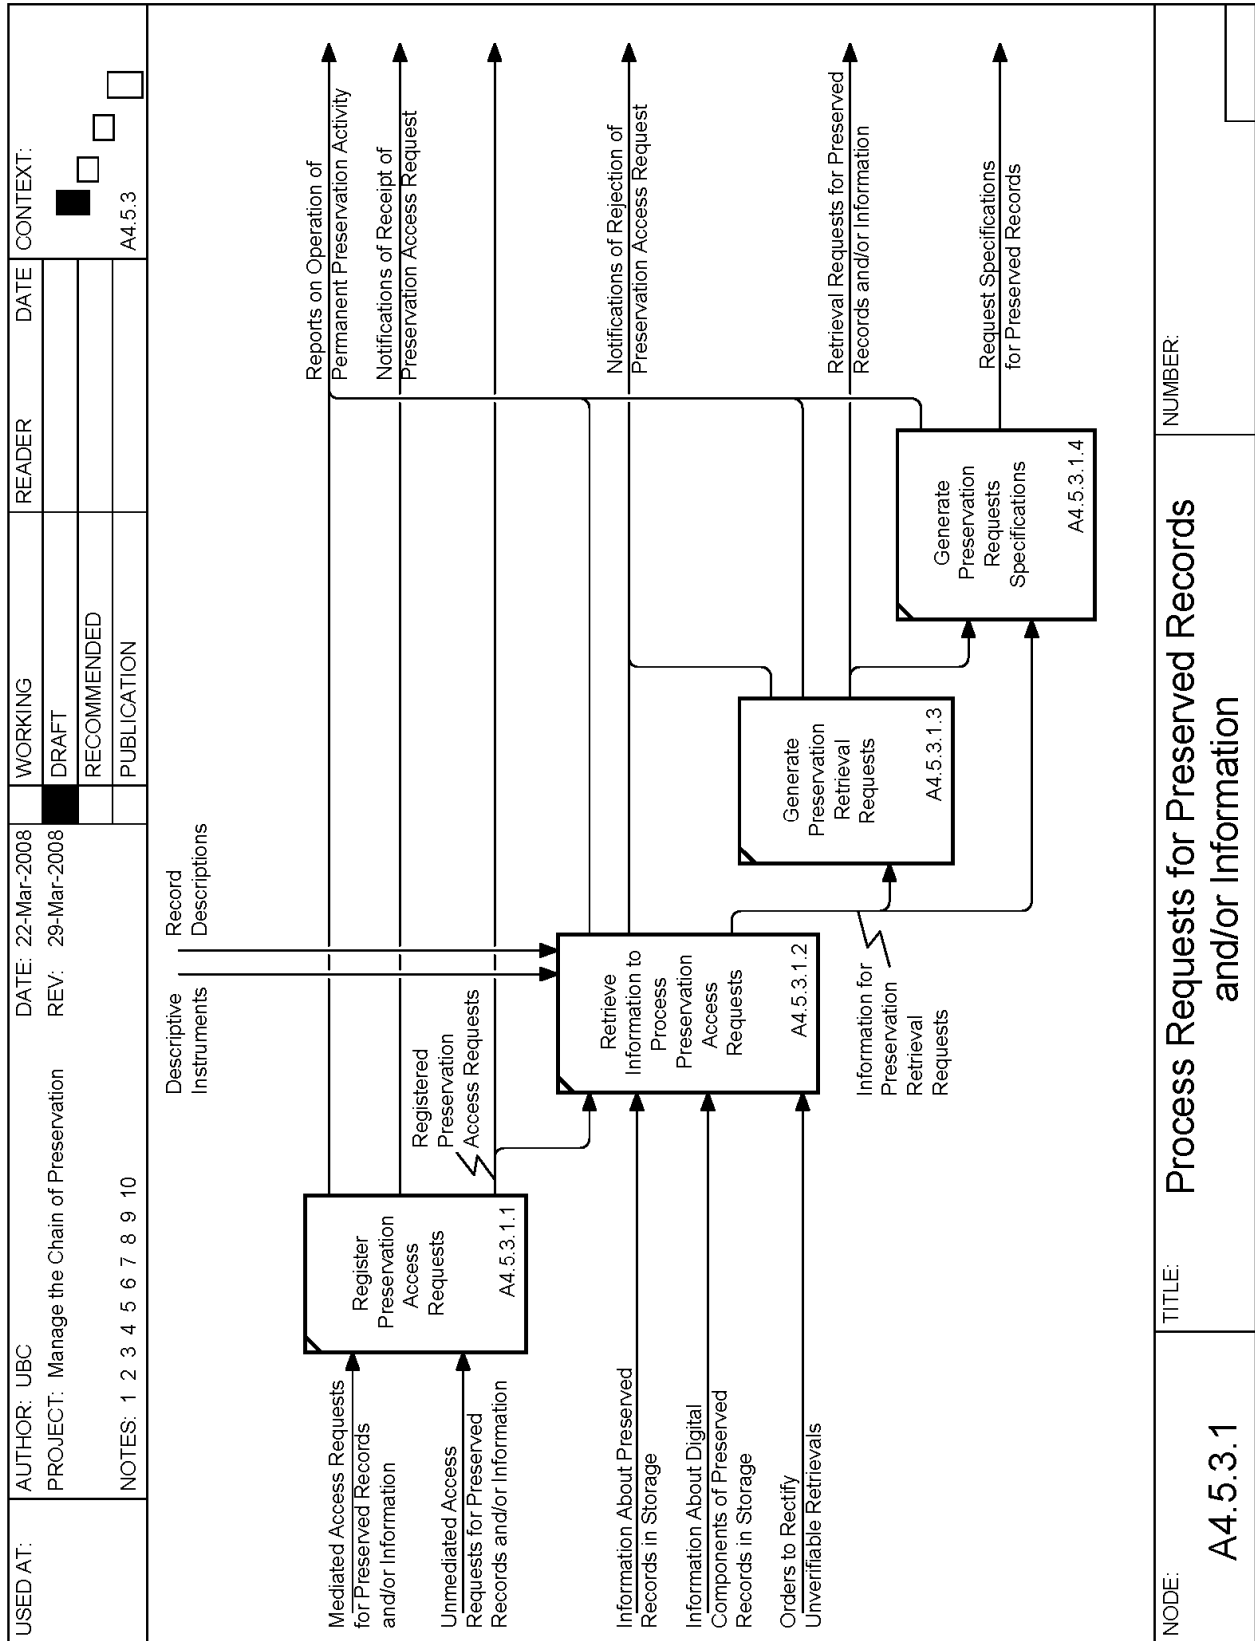 USED AT:
AUTHOR: UBC
PROJECT: Manage the Chain of Preservation
NOTES: 1 2 3 4 5 6 7 8 9 10
DATE: 22-Mar-2008
REV: 29-Mar-2008
WORKING
DRAFT
RECOMMENDED
PUBLICATION
READER
DATE
CONTEXT:
A4.5.3
Descriptive
Instruments
Record
Descriptions
Mediated Access Requests
for Preserved Records
and/or Information
Unmediated Access
Requests for Preserved
Records and/or Information
Information About Preserved
Records in Storage
Information About Digital
Components of Preserved
Records in Storage
Orders to Rectify
Unverifiable Retrievals
Register
Preservation
Access
Requests
A4.5.3.1.1
Registered
Preservation
Access Requests
Retrieve
Information to
Process
Preservation
Access
Requests
A4.5.3.1.2
Information for
Preservation
Retrieval
Requests
Generate
Preservation
Retrieval
Requests
A4.5.3.1.3
Generate
Preservation
Requests
Specifications
A4.5.3.1.4
Reports on Operation of
Permanent Preservation Activity
Notifications of Receipt of
Preservation Access Request
Notifications of Rejection of
Preservation Access Request
Retrieval Requests for Preserved
Records and/or Information
Request Specifications
for Preserved Records
NODE:
A4.5.3.1
TITLE:
Process Requests for Preserved Records
and/or Information
NUMBER: